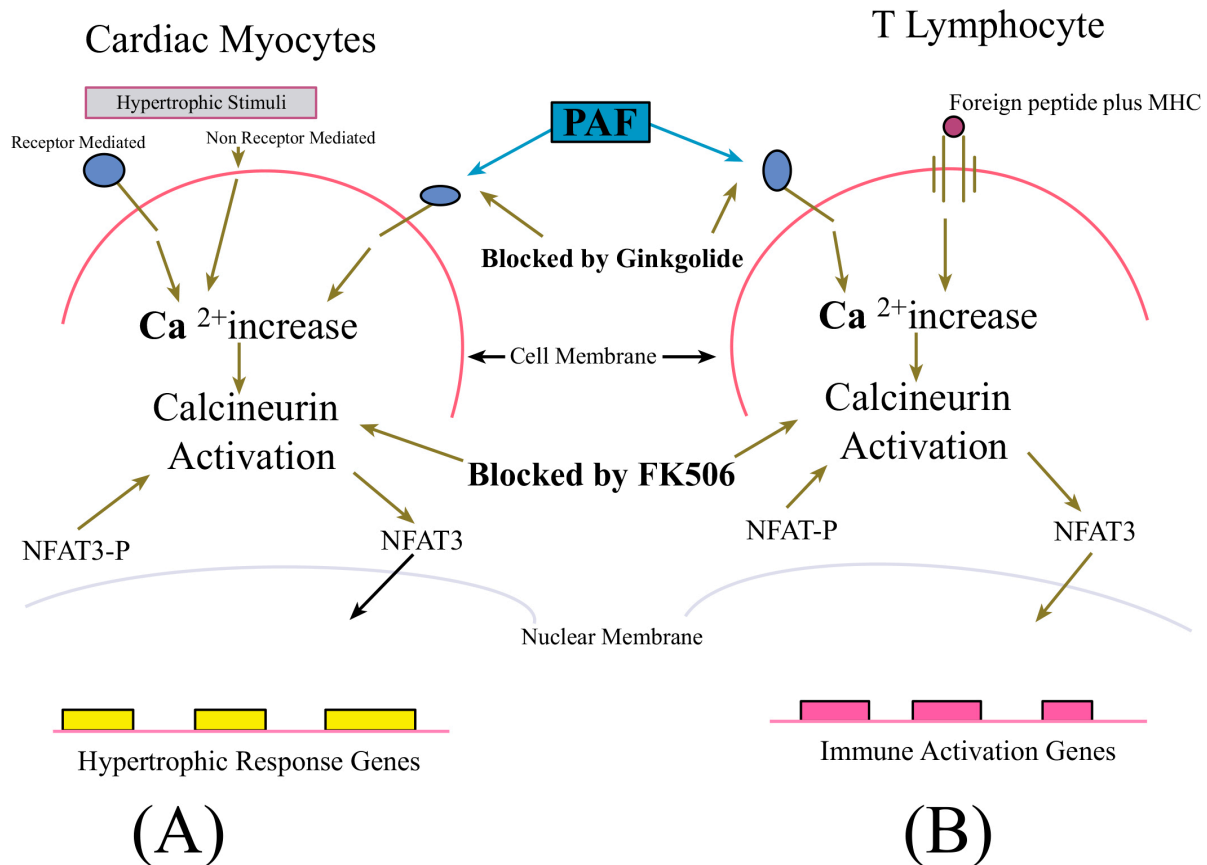 Cardiac Myocytes
T Lymphocyte
Hypertrophic Stimuli
Receptor Mediated
Non Receptor Mediated
PAF
Foreign peptide plus MHC
Blocked by Ginkgolide
Ca 2+increase
Ca 2+increase
Cell Membrane
Calcineurin
Activation
Calcineurin
Activation
Blocked by FK506
NFAT3-P
NFAT3
NFAT-P
NFAT3
Nuclear Membrane
Hypertrophic Response Genes
Immune Activation Genes
(A)
(B)